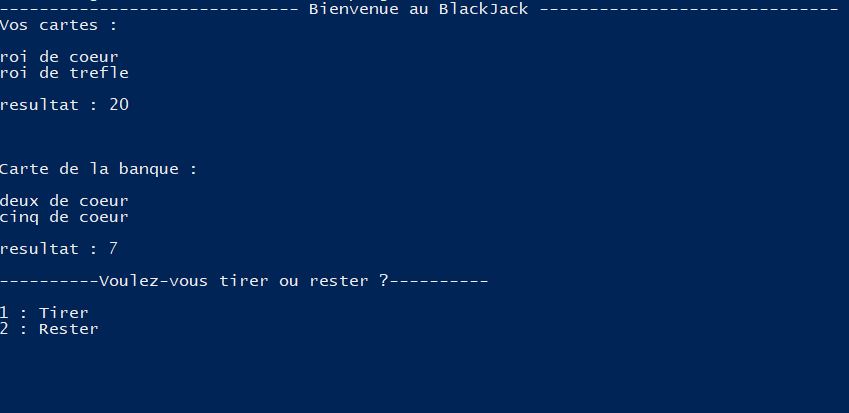 ------------------------------ Bienvenue au BlackJack ------------------------------
Vos cartes :
roi de coeur
roi de trefle
resultat : 20
Carte de la banque :
deux de coeur
cinq de coeur
resultat : 7
----------Voulez-vous tirer ou rester ?----------
1 : Tirer
2 : Rester